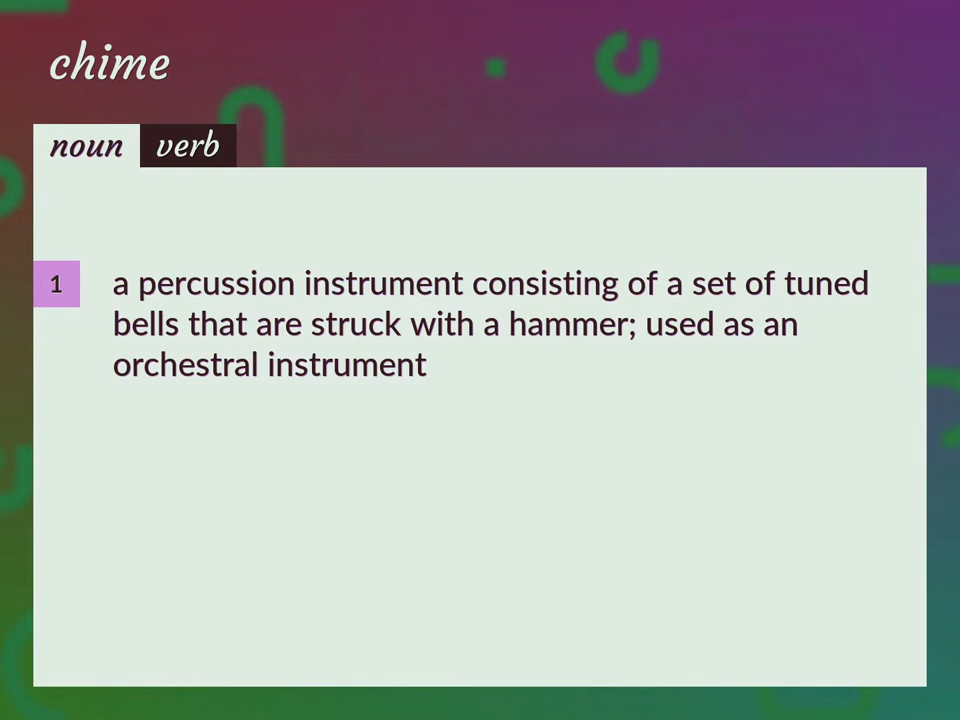 chime
noun verb
1 a percussion instrument consisting of a set of tuned
bells that are struck with a hammer; used as an
orchestral instrument